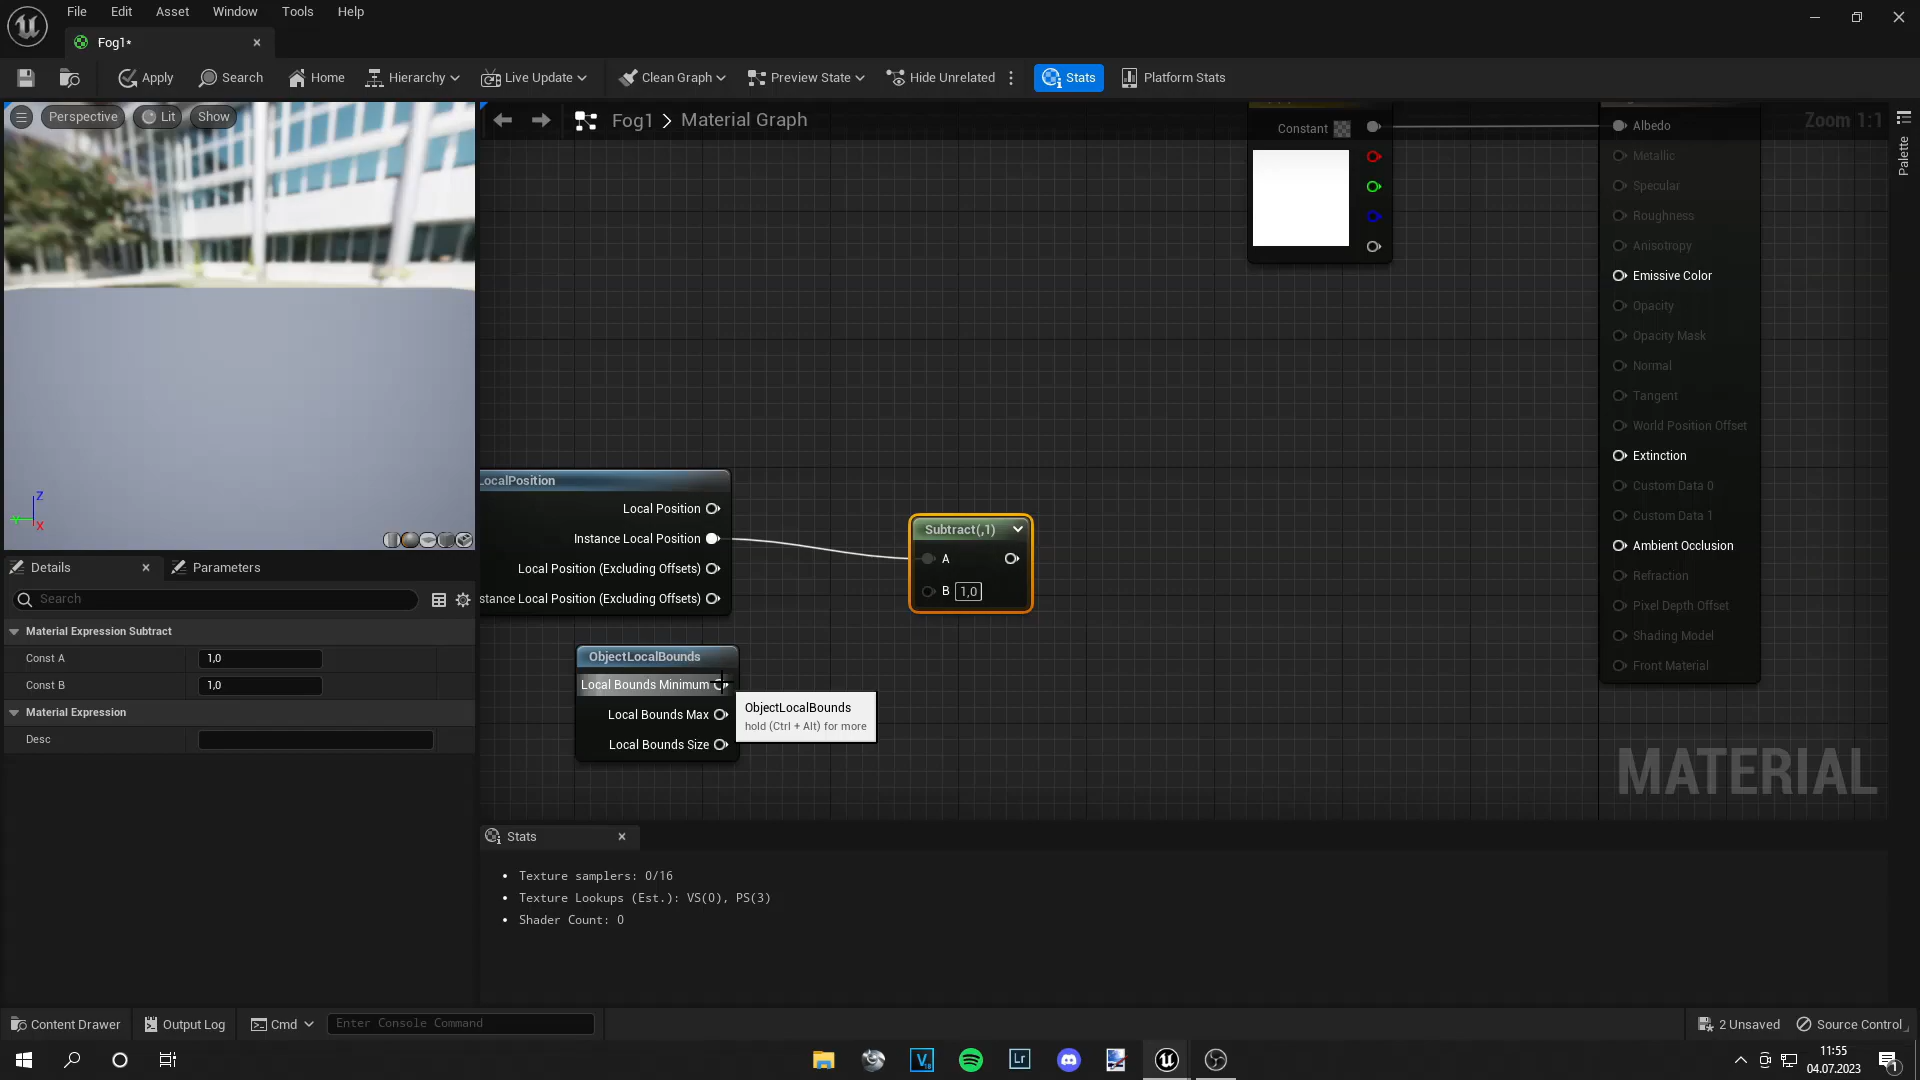 File Edit Asset Window Tools Help
Fog1*
Apply Search Home Hierarchy Live Update Clean Graph Preview State Hide Unrelated Stats Platform Stats
Perspective Lit Show
Fog1 Material Graph
Zoom 1:1
Palette
Constant
Albedo
Metallic
Specular
Roughness
Anisotropy
Emissive Color
Opacity
Opacity Mask
Normal
Tangent
World Position Offset
Extinction
Custom Data 0
Custom Data 1
Ambient Occlusion
Refraction
Pixel Depth Offset
Shading Model
Front Material
LocalPosition
Local Position
Instance Local Position
Local Position (Excluding Offsets)
stance Local Position (Excluding Offsets)
Subtract(,1)
A
B 1,0
ObjectLocalBounds
Local Bounds Minimum
Local Bounds Max
Local Bounds Size
ObjectLocalBounds
hold (Ctrl + Alt) for more
MATERIAL
Z
X
Details Parameters
Search
Material Expression Subtract
Const A 1,0
Const B 1,0
Material Expression
Desc
Stats
Texture samplers: 0/16
Texture Lookups (Est.): VS(0), PS(3)
Shader Count: 0
Content Drawer Output Log Cmd Enter Console Command
2 Unsaved Source Control
Lr
11:55
04.07.2023
1